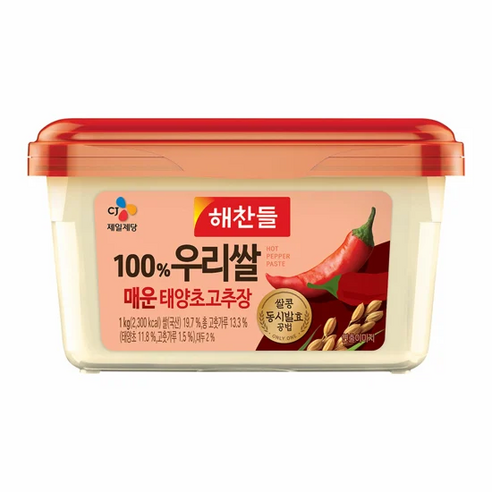 CJ
제일제당
해찬들
HOT
PEPPER
PASTE
100% 우리쌀
매운 태양초고추장
1kg(2,300 kcal) 쌀(국산) 19.7 %, 총 고춧가루 13.3 %
(태양초 11.8 %, 고춧가루 1.5 %), 대두 2 %
쌀콩
동시발효
공법
ONLY ONE